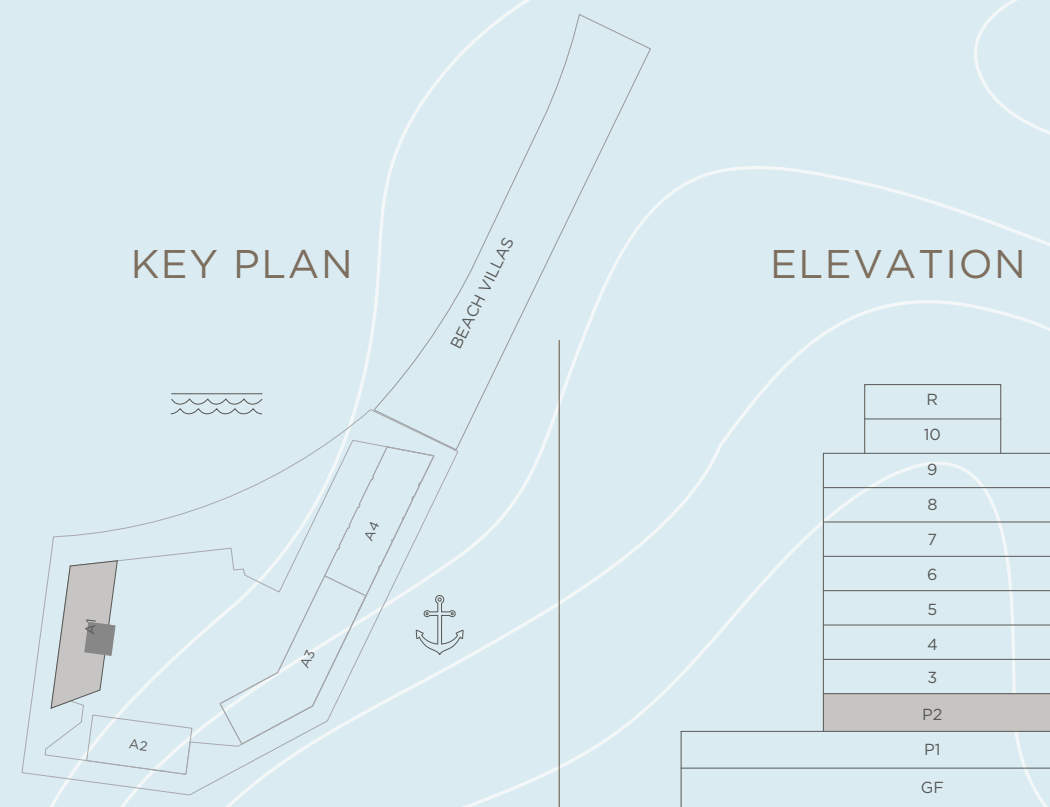 KEY PLAN
BEACH VILLAS
A4
A1
A3
A2
ELEVATION
R
10
9
8
7
6
5
4
3
P2
P1
GF